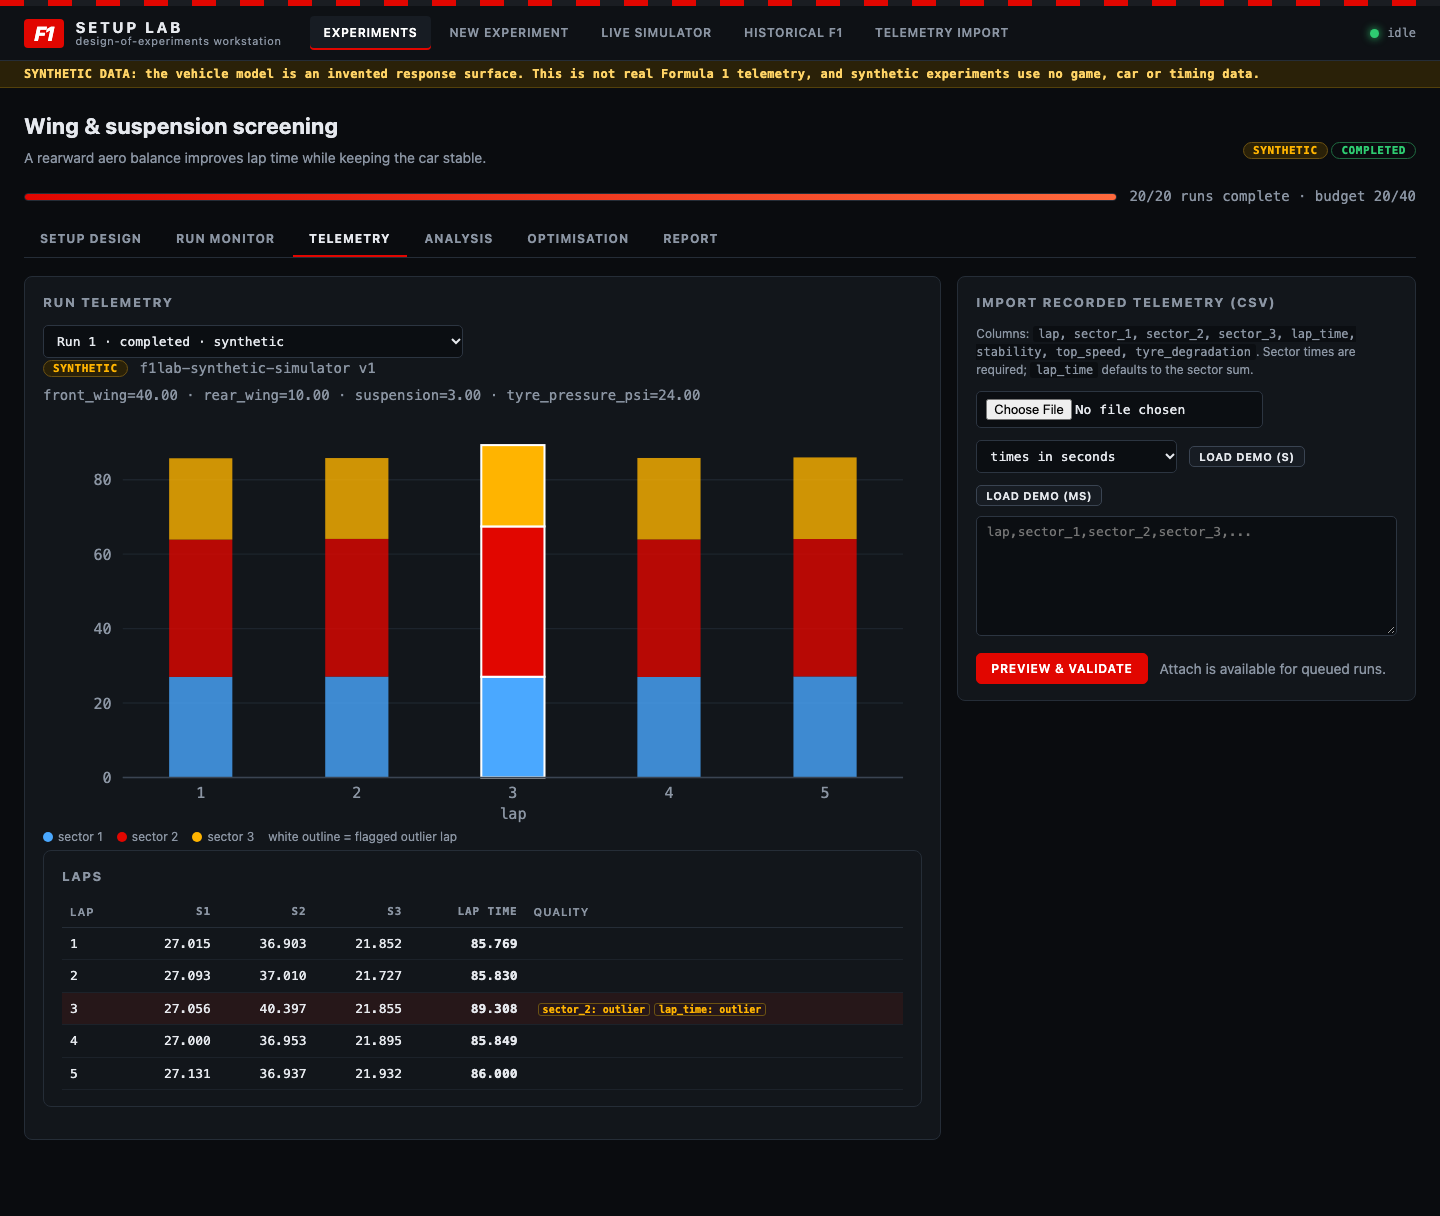 F1 SETUP LAB
design-of-experiments workstation
EXPERIMENTS NEW EXPERIMENT LIVE SIMULATOR HISTORICAL F1 TELEMETRY IMPORT
idle
SYNTHETIC DATA: the vehicle model is an invented response surface. This is not real Formula 1 telemetry, and synthetic experiments use no game, car or timing data.
Wing & suspension screening
A rearward aero balance improves lap time while keeping the car stable.
SYNTHETIC COMPLETED
20/20 runs complete · budget 20/40
SETUP DESIGN RUN MONITOR TELEMETRY ANALYSIS OPTIMISATION REPORT
RUN TELEMETRY
Run 1 · completed · synthetic
SYNTHETIC f1lab-synthetic-simulator v1
front_wing=40.00 · rear_wing=10.00 · suspension=3.00 · tyre_pressure_psi=24.00
80
60
40
20
0
1 2 3 4 5
lap
sector 1 sector 2 sector 3 white outline = flagged outlier lap
LAPS
LAP S1 S2 S3 LAP TIME QUALITY
1 27.015 36.903 21.852 85.769
2 27.093 37.010 21.727 85.830
3 27.056 40.397 21.855 89.308 sector_2: outlier lap_time: outlier
4 27.000 36.953 21.895 85.849
5 27.131 36.937 21.932 86.000
IMPORT RECORDED TELEMETRY (CSV)
Columns: lap, sector_1, sector_2, sector_3, lap_time,
stability, top_speed, tyre_degradation . Sector times are
required; lap_time defaults to the sector sum.
Choose File No file chosen
times in seconds LOAD DEMO (S)
LOAD DEMO (MS)
lap,sector_1,sector_2,sector_3,...
PREVIEW & VALIDATE Attach is available for queued runs.